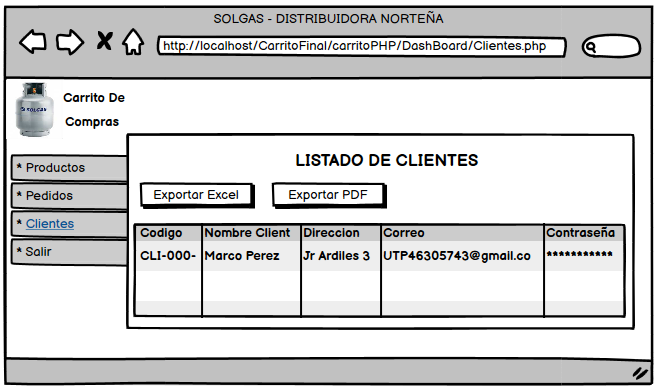 SOLGAS - DISTRIBUIDORA NORTEÑA
http://localhost/CarritoFinal/carritoPHP/DashBoard/Clientes.php
SOLGAS
Carrito De
Compras
* Productos
* Pedidos
* Clientes
* Salir
LISTADO DE CLIENTES
Exportar Excel Exportar PDF
Codigo Nombre Client Direccion Correo Contraseña
CLI-000- Marco Perez Jr Ardiles 3 UTP46305743@gmail.co ***********